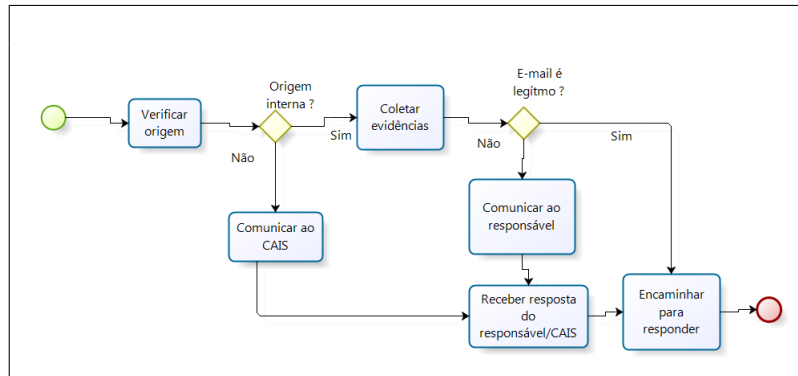 Verificar
origem
Origem
interna ?
Sim
Não
Coletar
evidências
E-mail é
legítmo ?
Não
Sim
Comunicar ao
CAIS
Comunicar ao
responsável
Receber resposta
do
responsável/CAIS
Encaminhar
para
responder